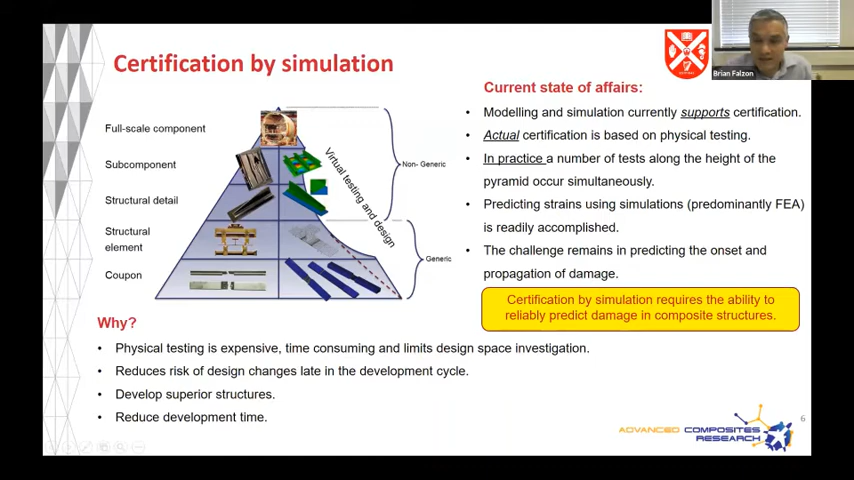 Certification by simulation
Brian Falzon
Full-scale component
Subcomponent
Structural detail
Structural
element
Coupon
Virtual testing and design
Non- Generic
Generic
Current state of affairs:
• Modelling and simulation currently supports certification.
• Actual certification is based on physical testing.
• In practice a number of tests along the height of the
pyramid occur simultaneously.
• Predicting strains using simulations (predominantly FEA)
is readily accomplished.
• The challenge remains in predicting the onset and
propagation of damage.
Certification by simulation requires the ability to
reliably predict damage in composite structures.
Why?
• Physical testing is expensive, time consuming and limits design space investigation.
• Reduces risk of design changes late in the development cycle.
• Develop superior structures.
• Reduce development time.
ADVANCED COMPOSITES
RESEARCH
6